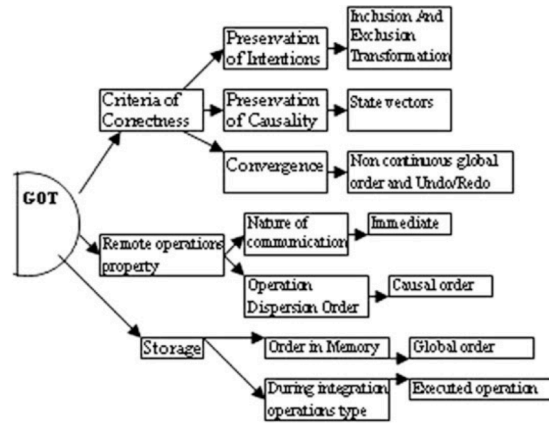 GOT
Criteria of
Correctness
Preservation
of Intentions
Inclusion And
Exclusion
Transformation
Preservation
of Causality
State vectors
Convergence
Non continuous global
order and Undo/Redo
Remote operations
property
Nature of
communication
Immediate
Operation
Dispersion Order
Causal order
Storage
Order in Memory
Global order
During integration
operations type
Executed operation